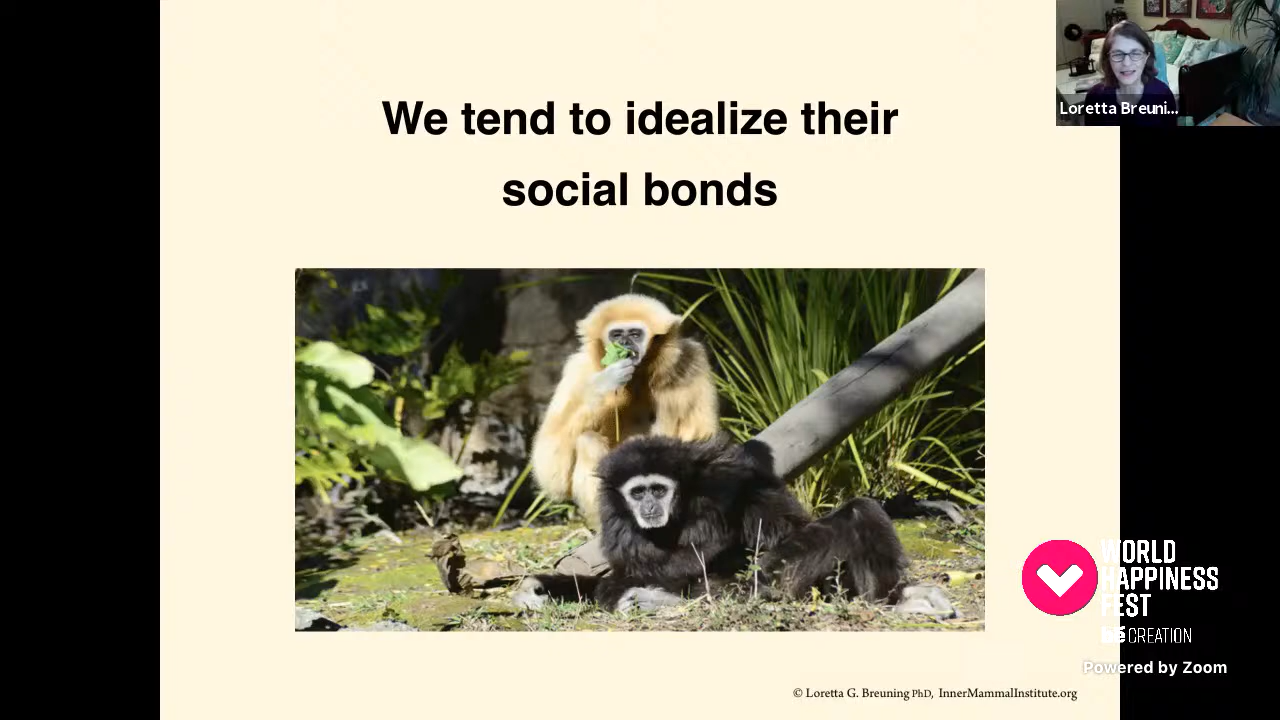 We tend to idealize their
social bonds
Loretta Breuni...
WORLD
HAPPINESS
FEST
CREATION
Powered by Zoom
© Loretta G. Breuning PhD, InnerMammalInstitute.org